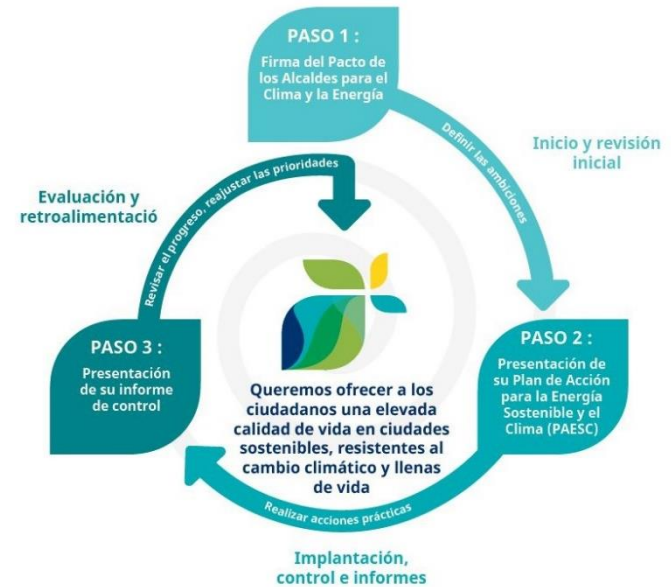 PASO 1 :
Firma del Pacto de
los Alcaldes para el
Clima y la Energía
Definir las ambiciones
Inicio y revisión
inicial
PASO 2 :
Presentación de
su Plan de Acción
para la Energía
Sostenible y el
Clima (PAESC)
Realizar acciones prácticas
Implantación,
control e informes
PASO 3 :
Presentación
de su informe
de control
Revisar el progreso, reajustar las prioridades
Evaluación y
retroalimentació
Queremos ofrecer a los
ciudadanos una elevada
calidad de vida en ciudades
sostenibles, resistentes al
cambio climático y llenas
de vida